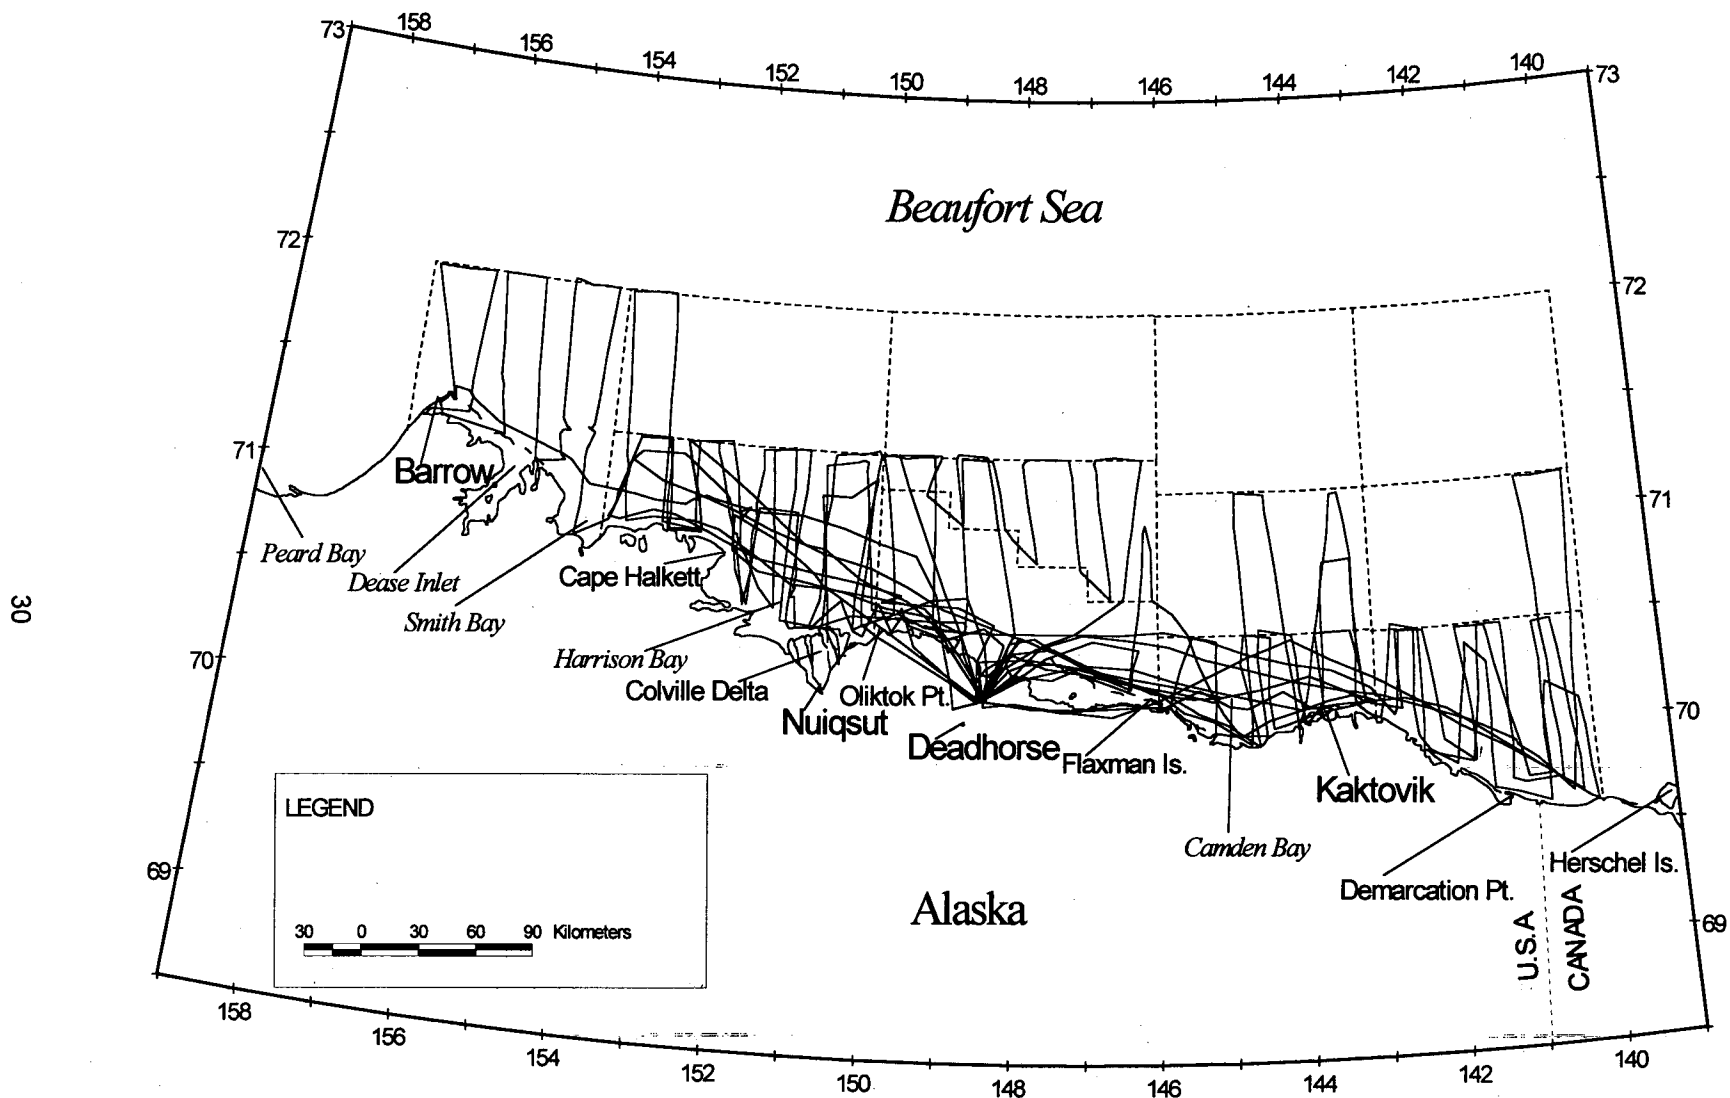 158
156
154
152
150
148
146
144
142
140
73
73
Beaufort Sea
72
72
71
71
Barrow
Peard Bay
Dease Inlet
Cape Halkett
Smith Bay
30
Harrison Bay
70
Colville Delta
Oliktok Pt.
70
Nuiqsut
Deadhorse
Flaxman Is.
Kaktovik
LEGEND
Camden Bay
Herschel Is.
69
Demarcation Pt.
Alaska
69
30 0 30 60 90 Kilometers
U.S.A
CANADA
158
156
154
152
150
148
146
144
142
140